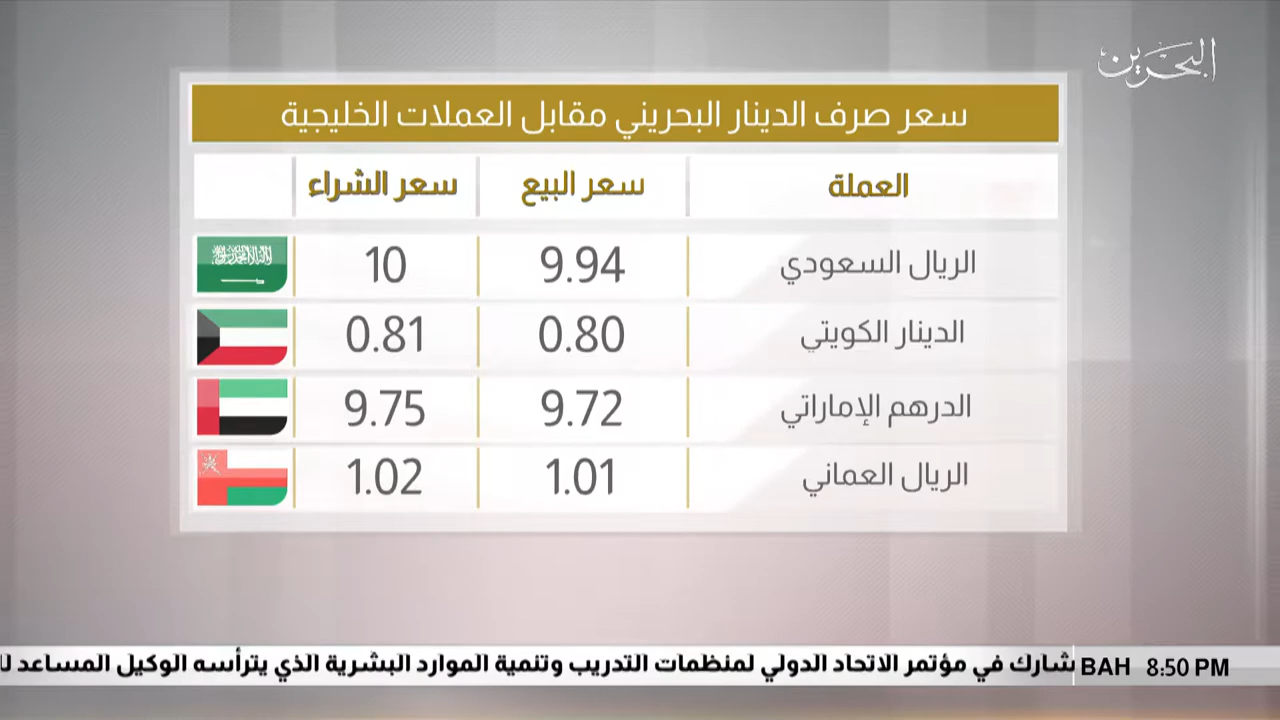 البحرين
سعر صرف الدينار البحريني مقابل العملات الخليجية
العملة سعر البيع سعر الشراء
الريال السعودي 9.94 10
الدينار الكويتي 0.80 0.81
الدرهم الإماراتي 9.72 9.75
الريال العماني 1.01 1.02
BAH 8:50 PM
شارك في مؤتمر الاتحاد الدولي لمنظمات التدريب وتنمية الموارد البشرية الذي يترأسه الوكيل المساعد